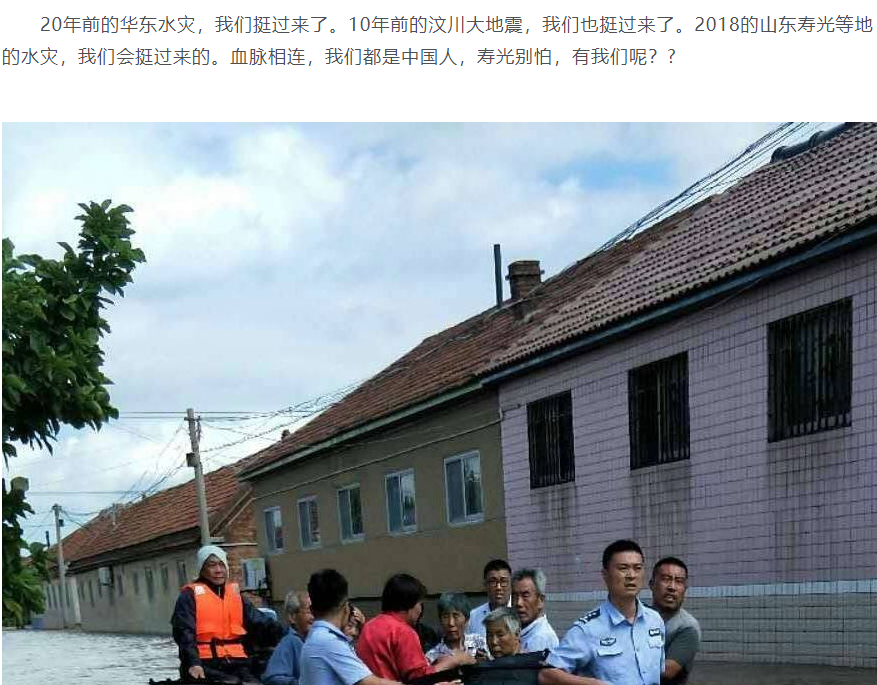 20年前的华东水灾，我们挺过来了。10年前的汶川大地震，我们也挺过来了。2018的山东寿光等地
的水灾，我们会挺过来的。血脉相连，我们都是中国人，寿光别怕，有我们呢？？